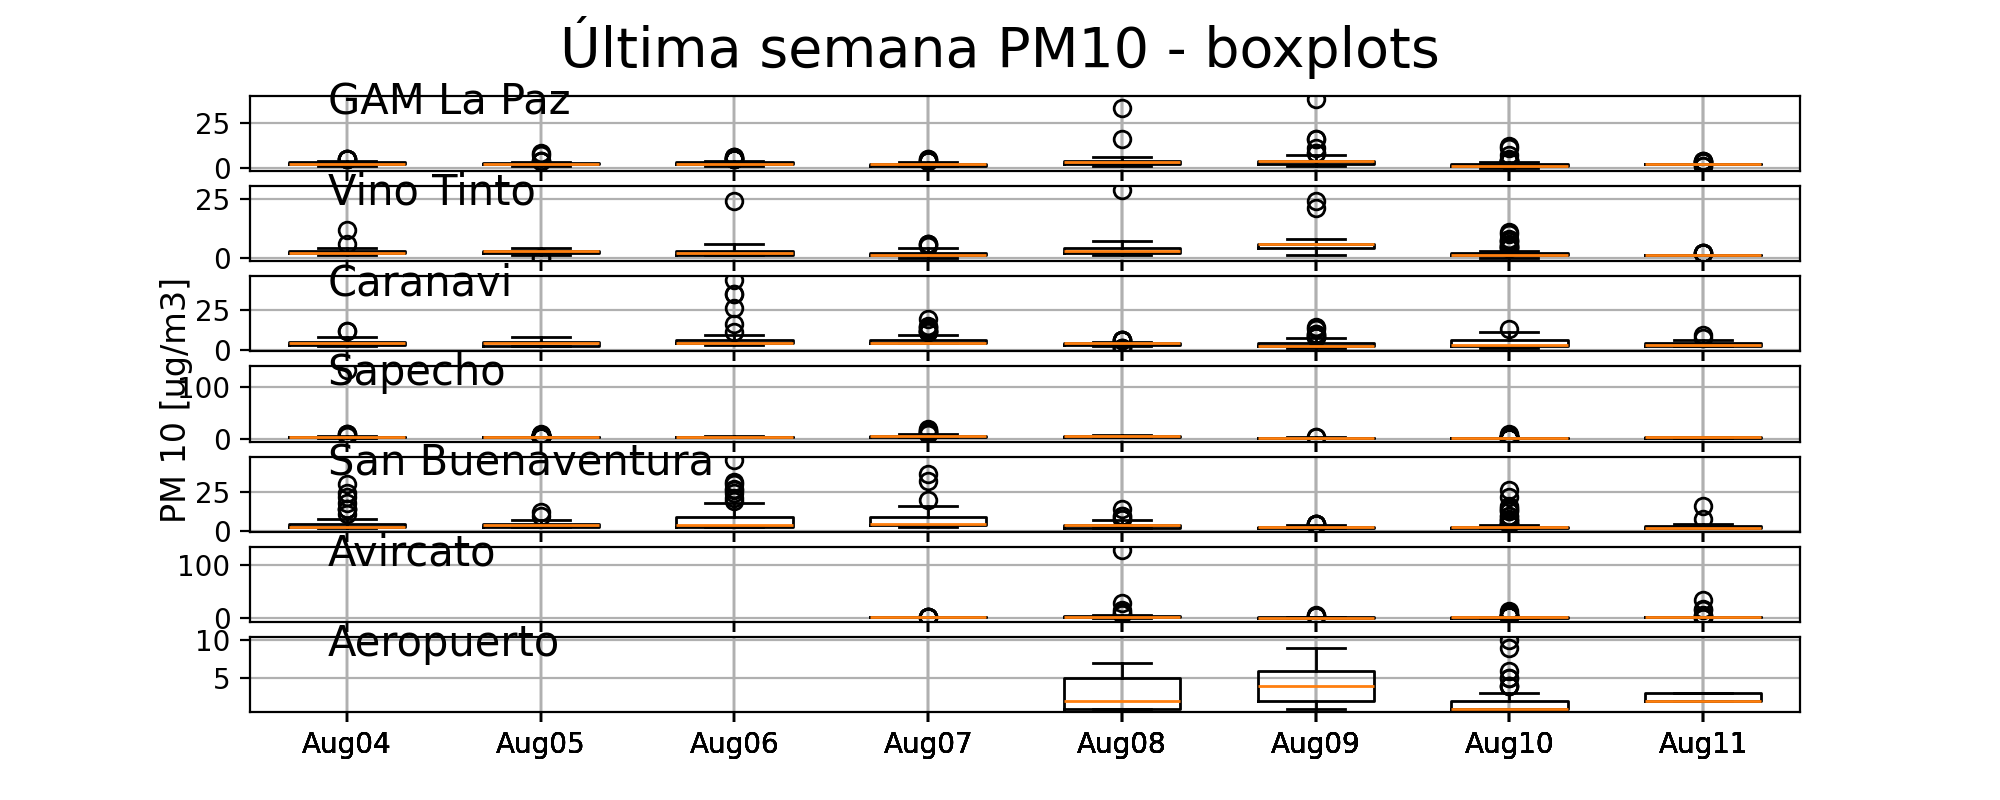 Última semana PM10 - boxplots
GAM La Paz
25
0
Vino Tinto
25
0
Caranavi
25
0
Sapecho
100
0
San Buenaventura
25
0
Avircato
100
0
Aeropuerto
10
5
PM 10 [µg/m3]
Aug04 Aug05 Aug06 Aug07 Aug08 Aug09 Aug10 Aug11